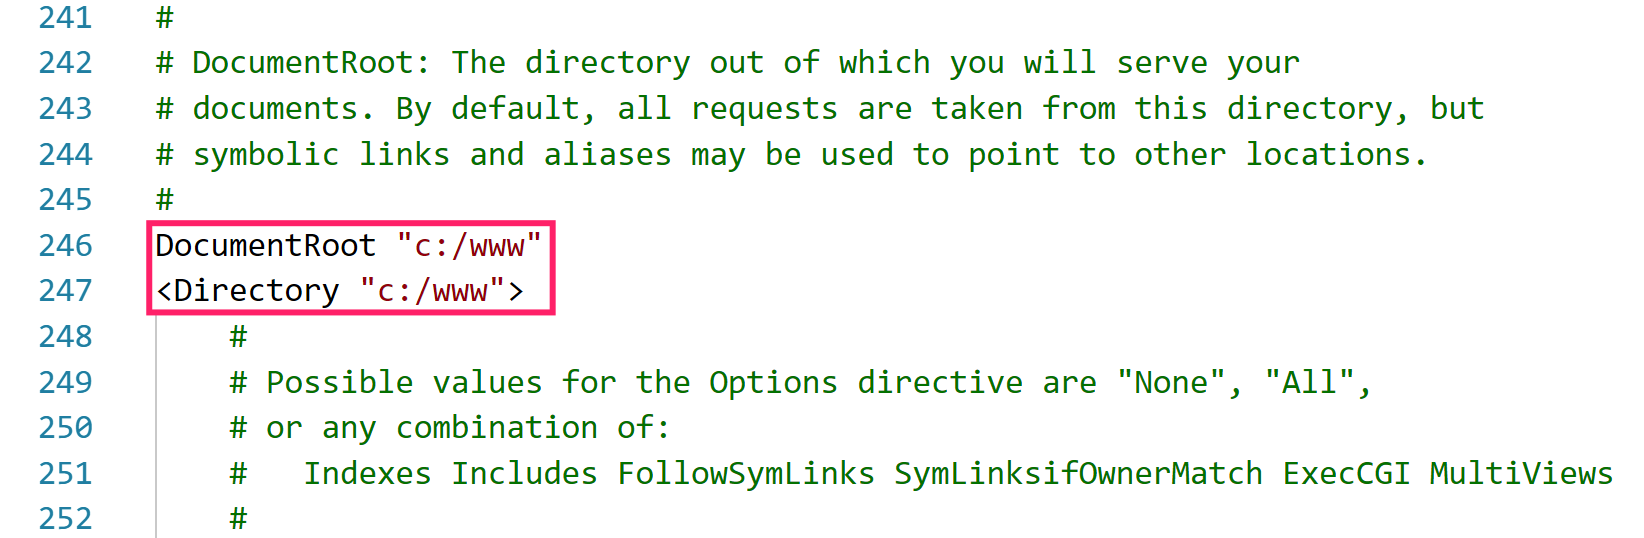 241 #
242 # DocumentRoot: The directory out of which you will serve your
243 # documents. By default, all requests are taken from this directory, but
244 # symbolic links and aliases may be used to point to other locations.
245 #
246 DocumentRoot "c:/www"
247 <Directory "c:/www">
248 #
249 # Possible values for the Options directive are "None", "All",
250 # or any combination of:
251 # Indexes Includes FollowSymLinks SymLinksifOwnerMatch ExecCGI MultiViews
252 #